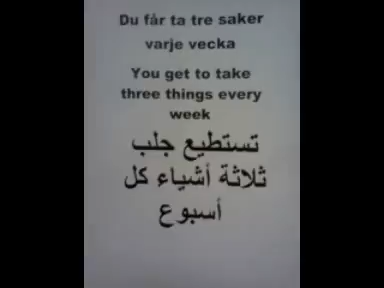 Du får ta tre saker
varje vecka
You get to take
three things every
week
تستطيع جلب
ثلاثة أشياء كل
أسبوع